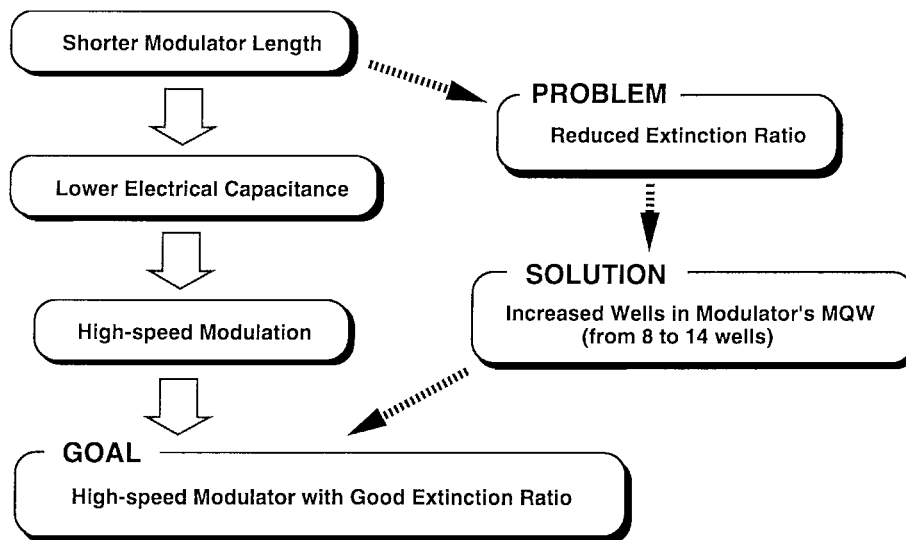 Shorter Modulator Length
Lower Electrical Capacitance
High-speed Modulation
PROBLEM
Reduced Extinction Ratio
SOLUTION
Increased Wells in Modulator's MQW
(from 8 to 14 wells)
GOAL
High-speed Modulator with Good Extinction Ratio